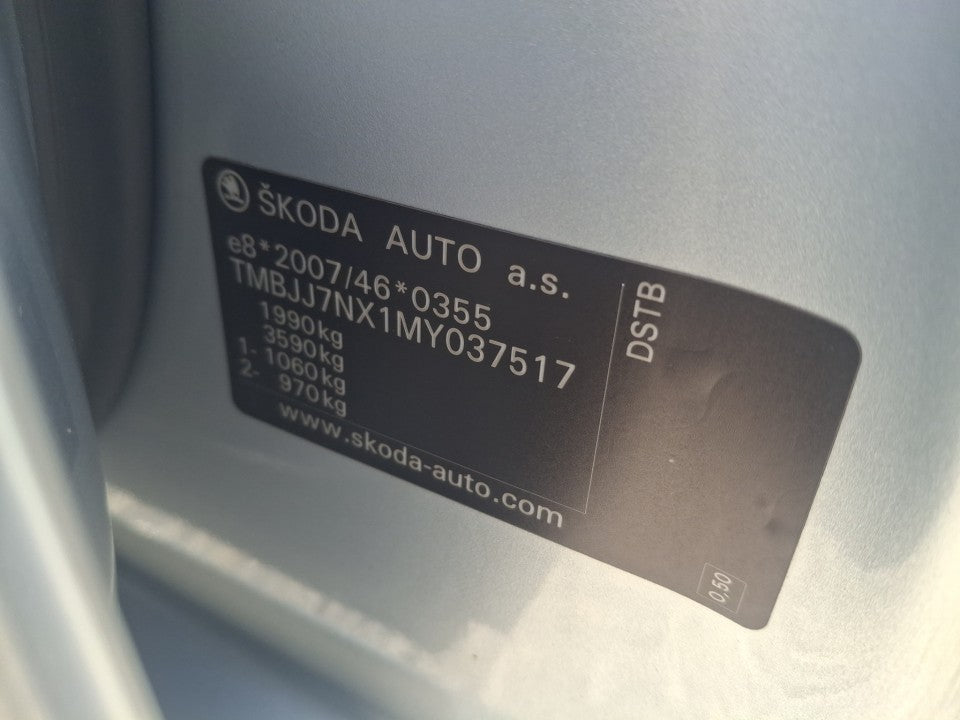 ŠKODA AUTO a.s.
e8*2007/46*0355
TMBJJ7NX1MY037517
1990kg
3590kg
1- 1060kg
2- 970kg
www.skoda-auto.com
DSTB
0,50